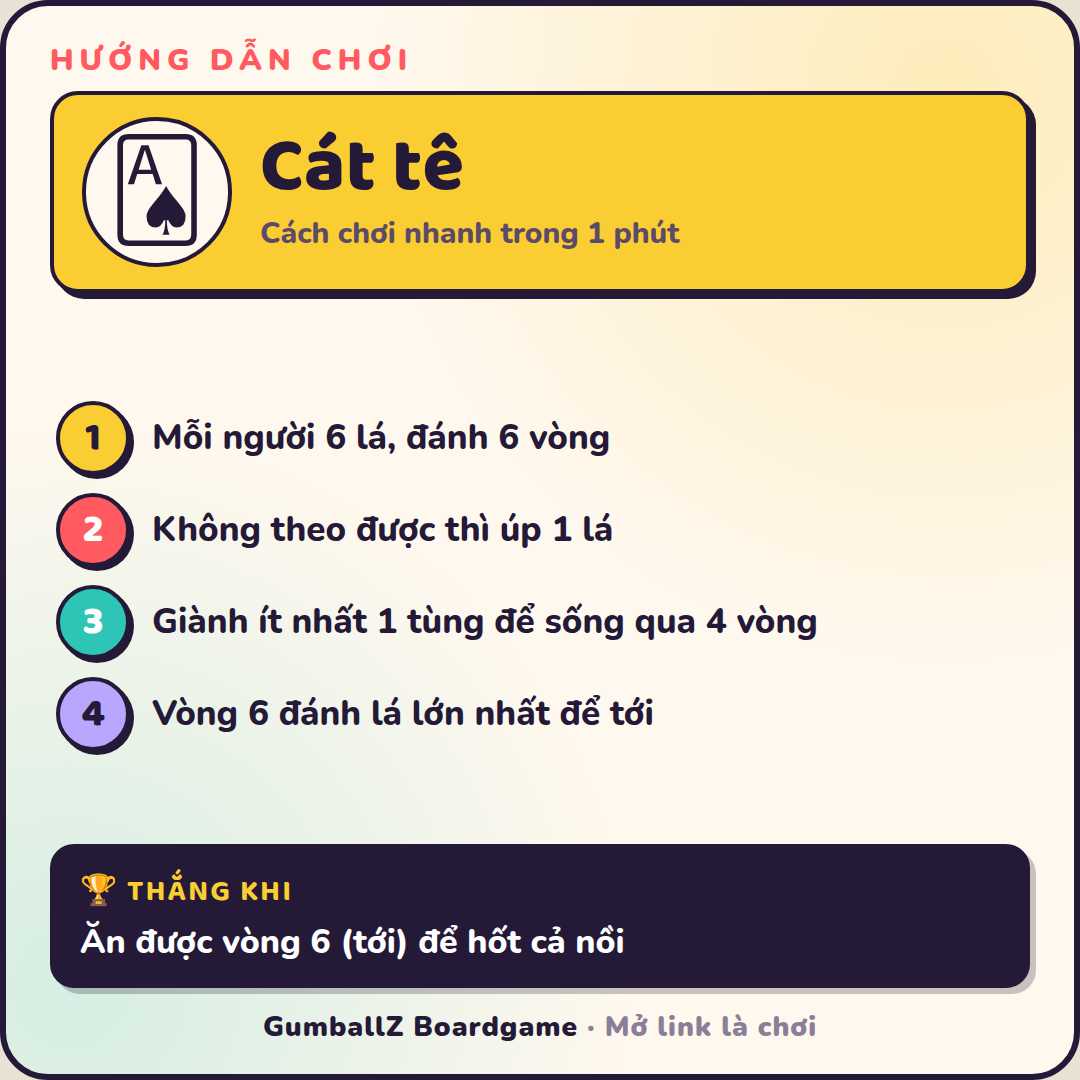 HƯỚNG DẪN CHƠI
A
Cát tê
Cách chơi nhanh trong 1 phút
1 Mỗi người 6 lá, đánh 6 vòng
2 Không theo được thì úp 1 lá
3 Giành ít nhất 1 tùng để sống qua 4 vòng
4 Vòng 6 đánh lá lớn nhất để tới
🏆 THẮNG KHI
Ăn được vòng 6 (tới) để hốt cả nồi
GumballZ Boardgame · Mở link là chơi